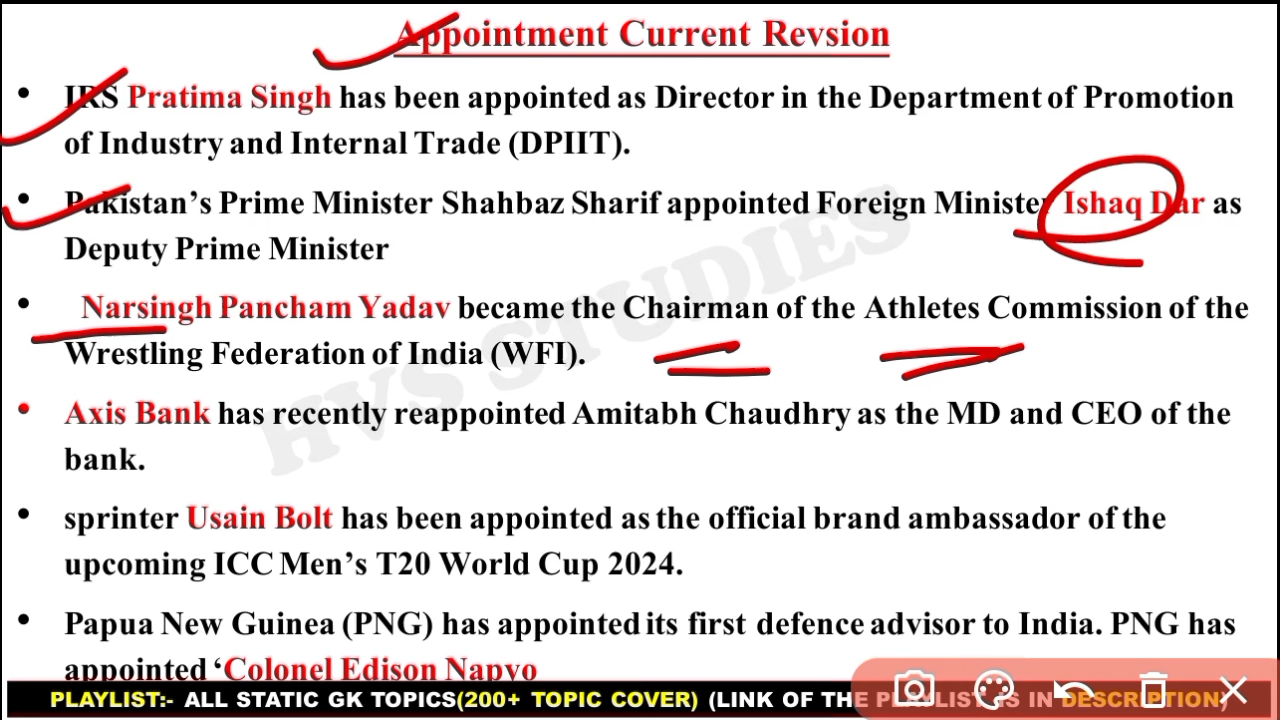 Appointment Current Revsion
• IRS Pratima Singh has been appointed as Director in the Department of Promotion
of Industry and Internal Trade (DPIIT).
• Pakistan's Prime Minister Shahbaz Sharif appointed Foreign Minister Ishaq Dar as
Deputy Prime Minister
• Narsingh Pancham Yadav became the Chairman of the Athletes Commission of the
Wrestling Federation of India (WFI).
• Axis Bank has recently reappointed Amitabh Chaudhry as the MD and CEO of the
bank.
• sprinter Usain Bolt has been appointed as the official brand ambassador of the
upcoming ICC Men's T20 World Cup 2024.
• Papua New Guinea (PNG) has appointed its first defence advisor to India. PNG has
appointed ‘Colonel Edison Napyo
HVS STUDIES
PLAYLIST:- ALL STATIC GK TOPICS(200+ TOPIC COVER) (LINK OF THE PLAYLIST IS IN DESCRIPTION)